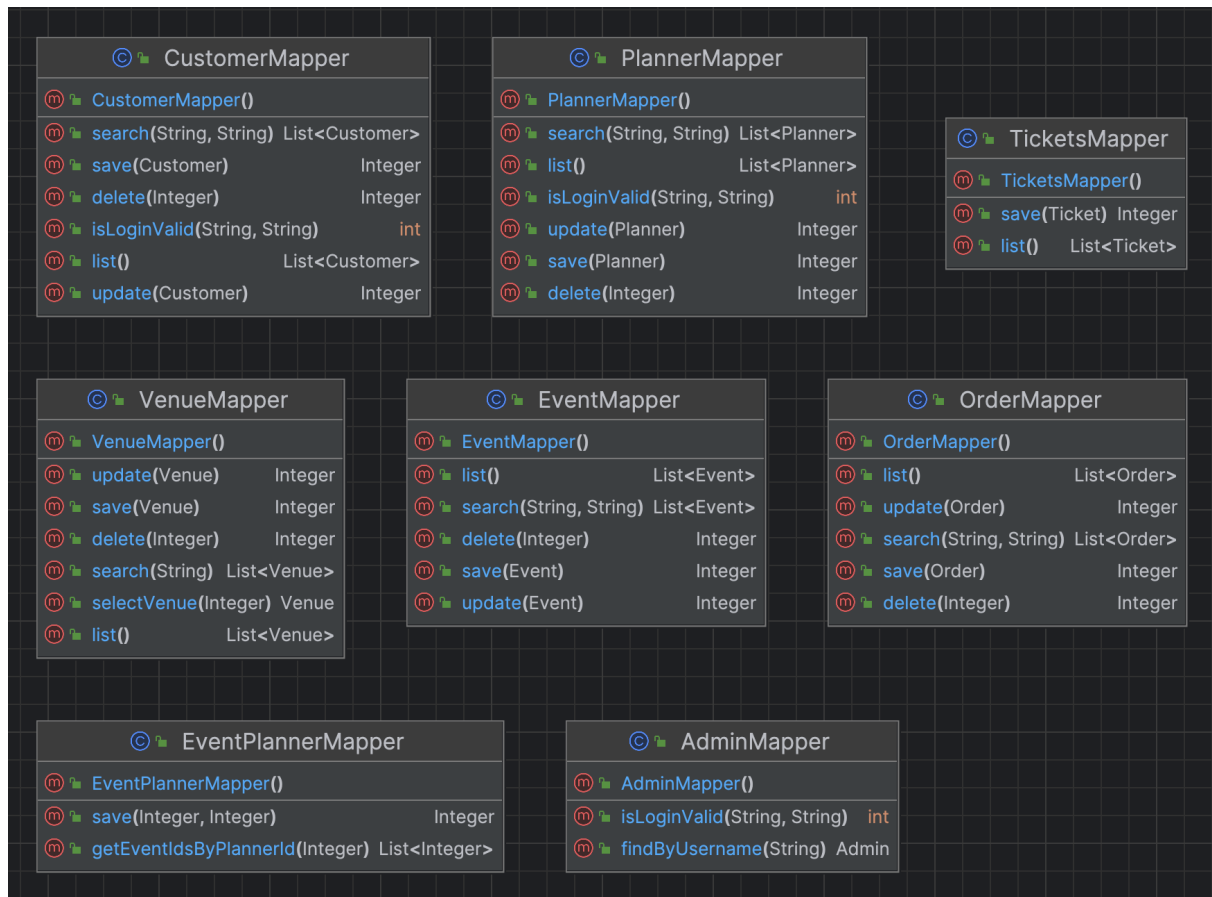 CustomerMapper
CustomerMapper()
search(String, String) List<Customer>
save(Customer) Integer
delete(Integer) Integer
isLoginValid(String, String) int
list() List<Customer>
update(Customer) Integer
PlannerMapper
PlannerMapper()
search(String, String) List<Planner>
list() List<Planner>
isLoginValid(String, String) int
update(Planner) Integer
save(Planner) Integer
delete(Integer) Integer
TicketsMapper
TicketsMapper()
save(Ticket) Integer
list() List<Ticket>
VenueMapper
VenueMapper()
update(Venue) Integer
save(Venue) Integer
delete(Integer) Integer
search(String) List<Venue>
selectVenue(Integer) Venue
list() List<Venue>
EventMapper
EventMapper()
list() List<Event>
search(String, String) List<Event>
delete(Integer) Integer
save(Event) Integer
update(Event) Integer
OrderMapper
OrderMapper()
list() List<Order>
update(Order) Integer
search(String, String) List<Order>
save(Order) Integer
delete(Integer) Integer
EventPlannerMapper
EventPlannerMapper()
save(Integer, Integer) Integer
getEventIdsByPlannerId(Integer) List<Integer>
AdminMapper
AdminMapper()
isLoginValid(String, String) int
findByUsername(String) Admin